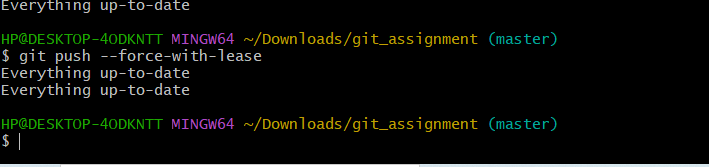 Everything up-to-date
HP@DESKTOP-4ODKNTT MINGW64 ~/Downloads/git_assignment (master)
$ git push --force-with-lease
Everything up-to-date
Everything up-to-date
HP@DESKTOP-4ODKNTT MINGW64 ~/Downloads/git_assignment (master)
$